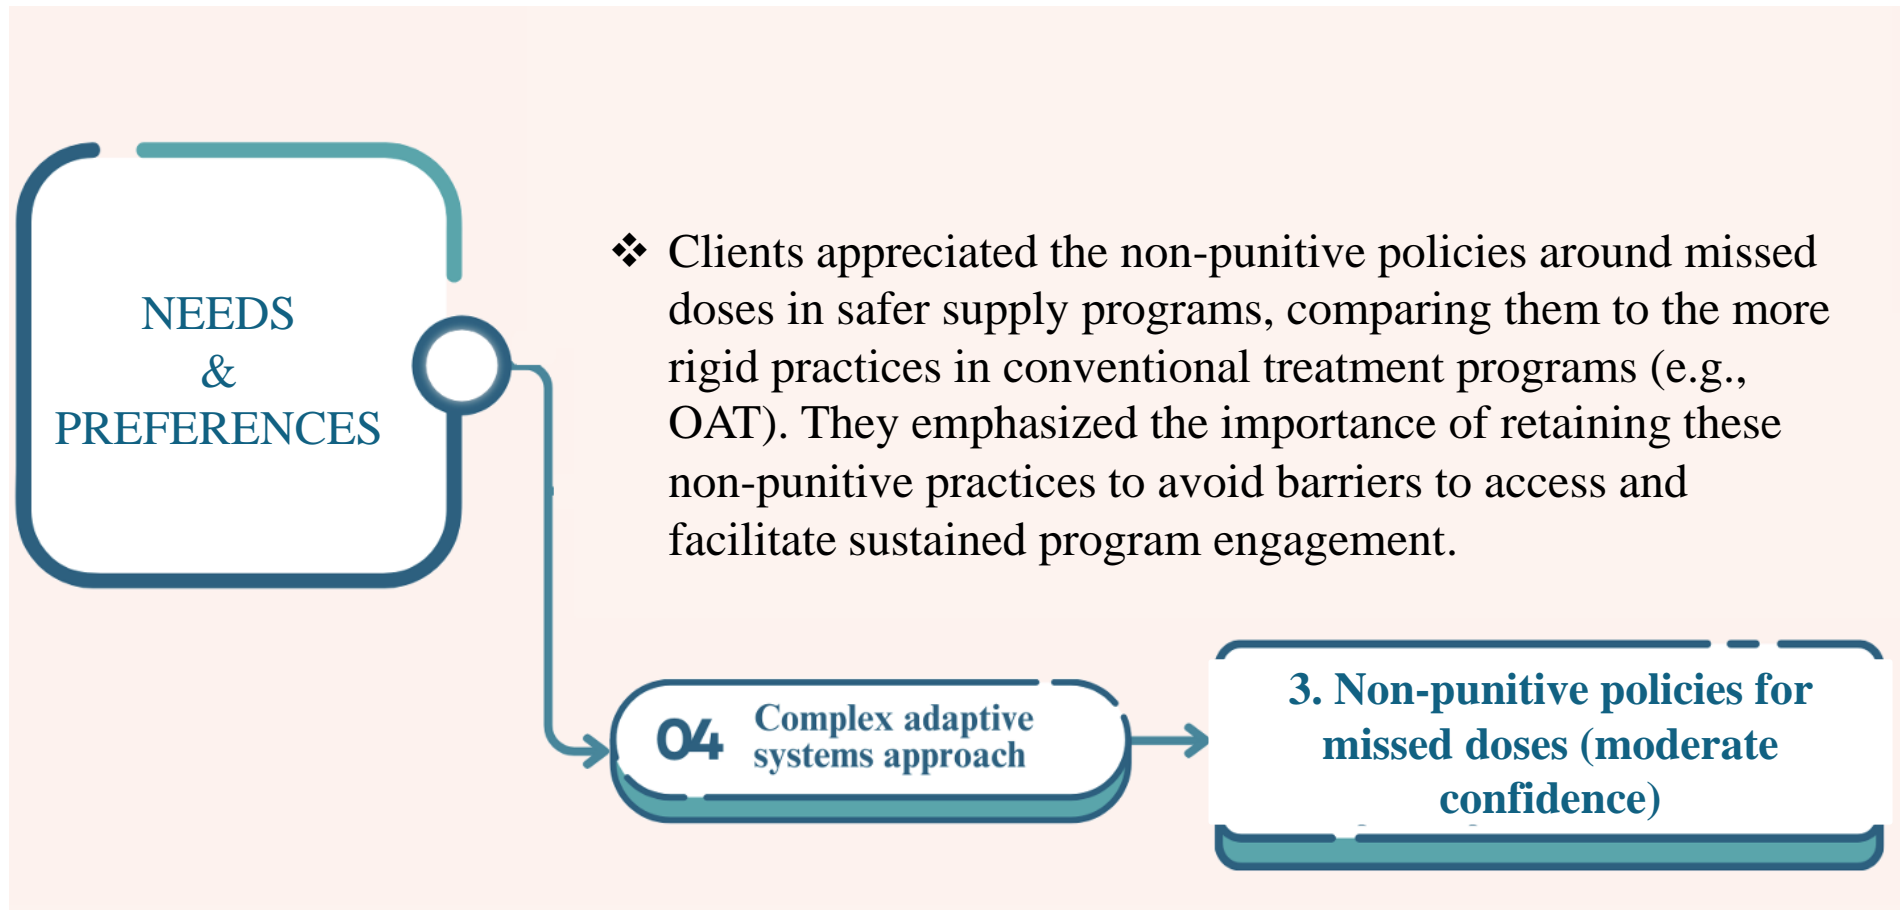 NEEDS
&
PREFERENCES
❖ Clients appreciated the non-punitive policies around missed
doses in safer supply programs, comparing them to the more
rigid practices in conventional treatment programs (e.g.,
OAT). They emphasized the importance of retaining these
non-punitive practices to avoid barriers to access and
facilitate sustained program engagement.
04 Complex adaptive
systems approach
3. Non-punitive policies for
missed doses (moderate
confidence)